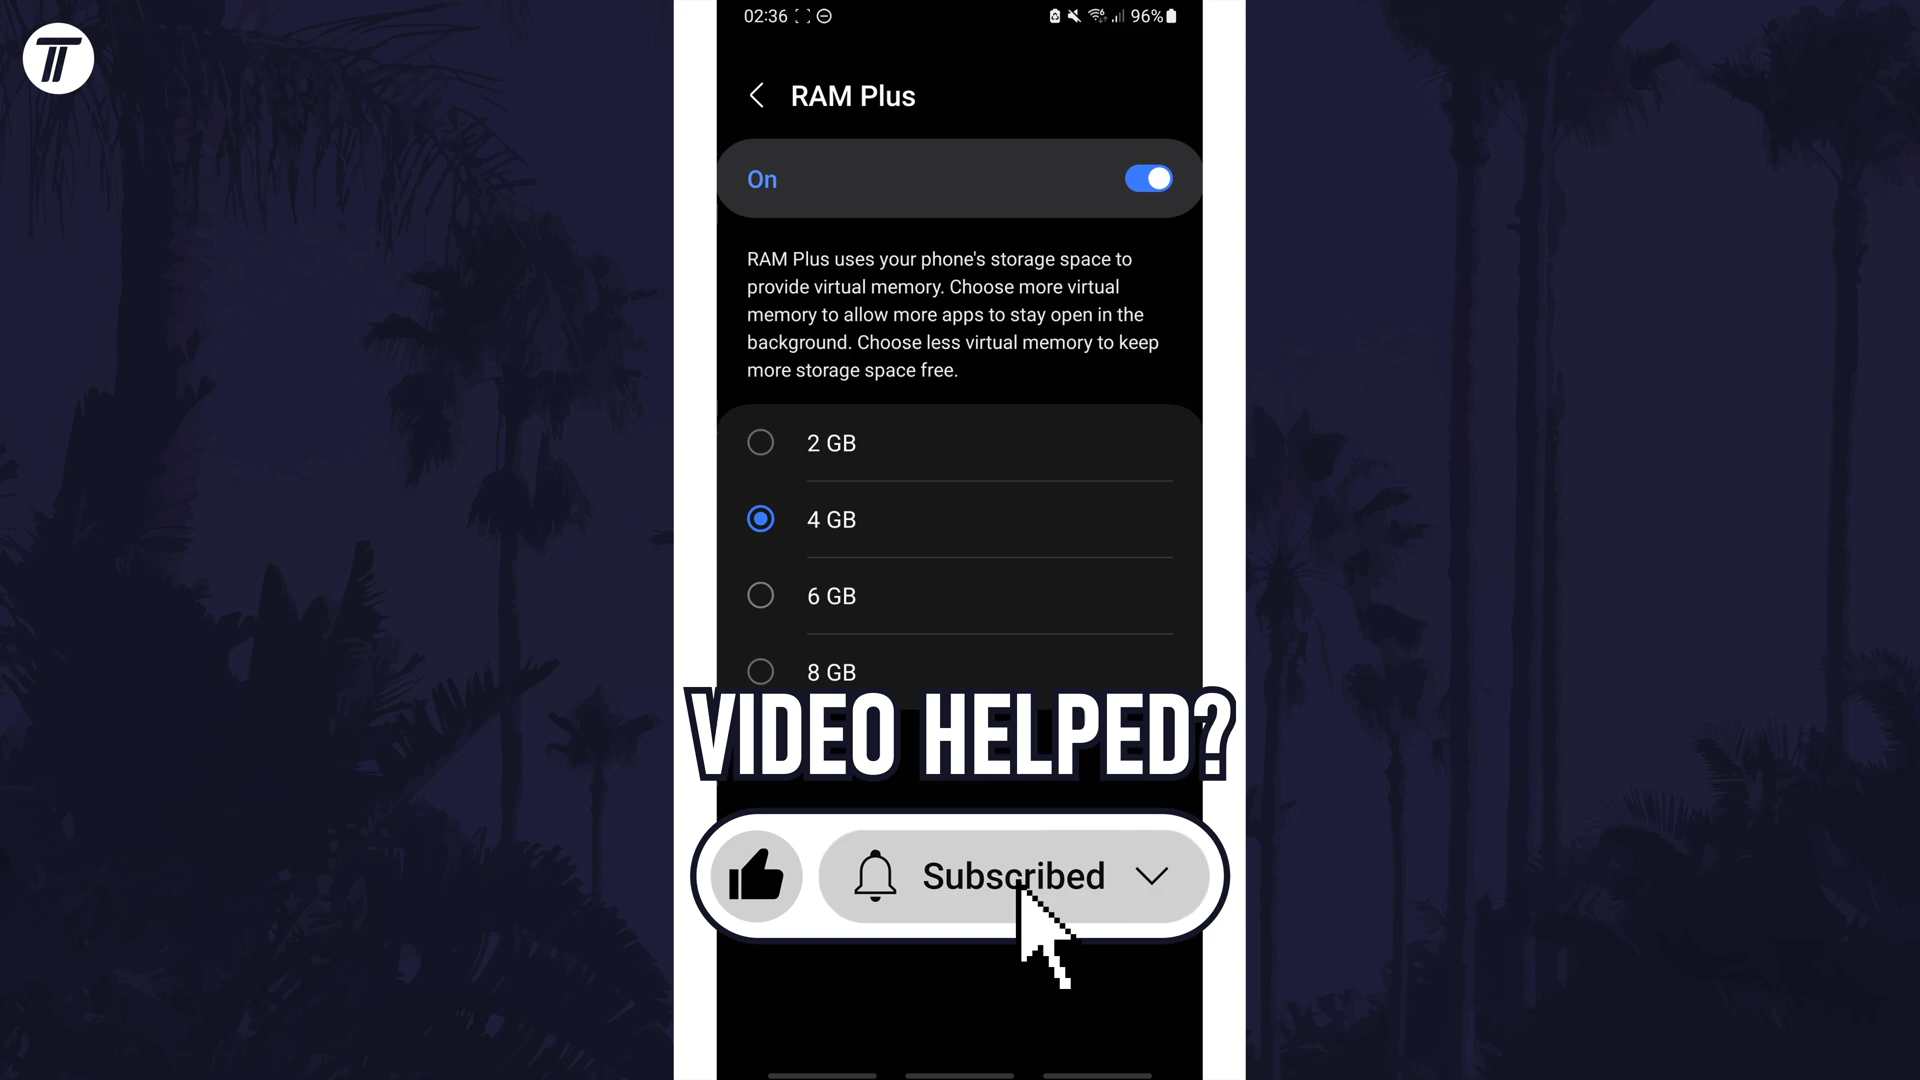 02:36 96%
RAM Plus
On
RAM Plus uses your phone's storage space to
provide virtual memory. Choose more virtual
memory to allow more apps to stay open in the
background. Choose less virtual memory to keep
more storage space free.
2 GB
4 GB
6 GB
8 GB
VIDEO HELPED?
Subscribed